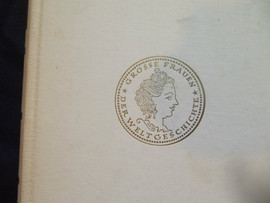 GROSSE FRAUEN
* DER WELTGESCHICHTE *